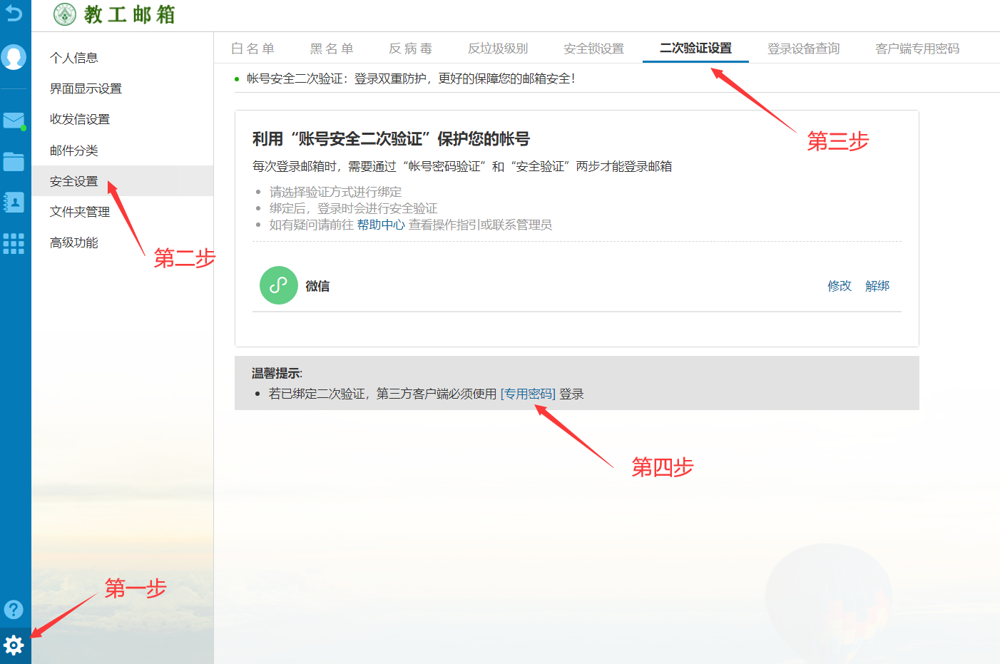 教工邮箱
个人信息
界面显示设置
收发信设置
邮件分类
安全设置
文件夹管理
高级功能
第二步
第一步
白名单 黑名单 反病毒 反垃圾级别 安全锁设置 二次验证设置 登录设备查询 客户端专用密码
帐号安全二次验证：登录双重防护，更好的保障您的邮箱安全！
第三步
利用“账号安全二次验证”保护您的帐号
每次登录邮箱时，需要通过“帐号密码验证”和“安全验证”两步才能登录邮箱
请选择验证方式进行绑定
绑定后，登录时会进行安全验证
如有疑问请前往 帮助中心 查看操作指引或联系管理员
微信 修改 解绑
温馨提示:
若已绑定二次验证，第三方客户端必须使用 [专用密码] 登录
第四步